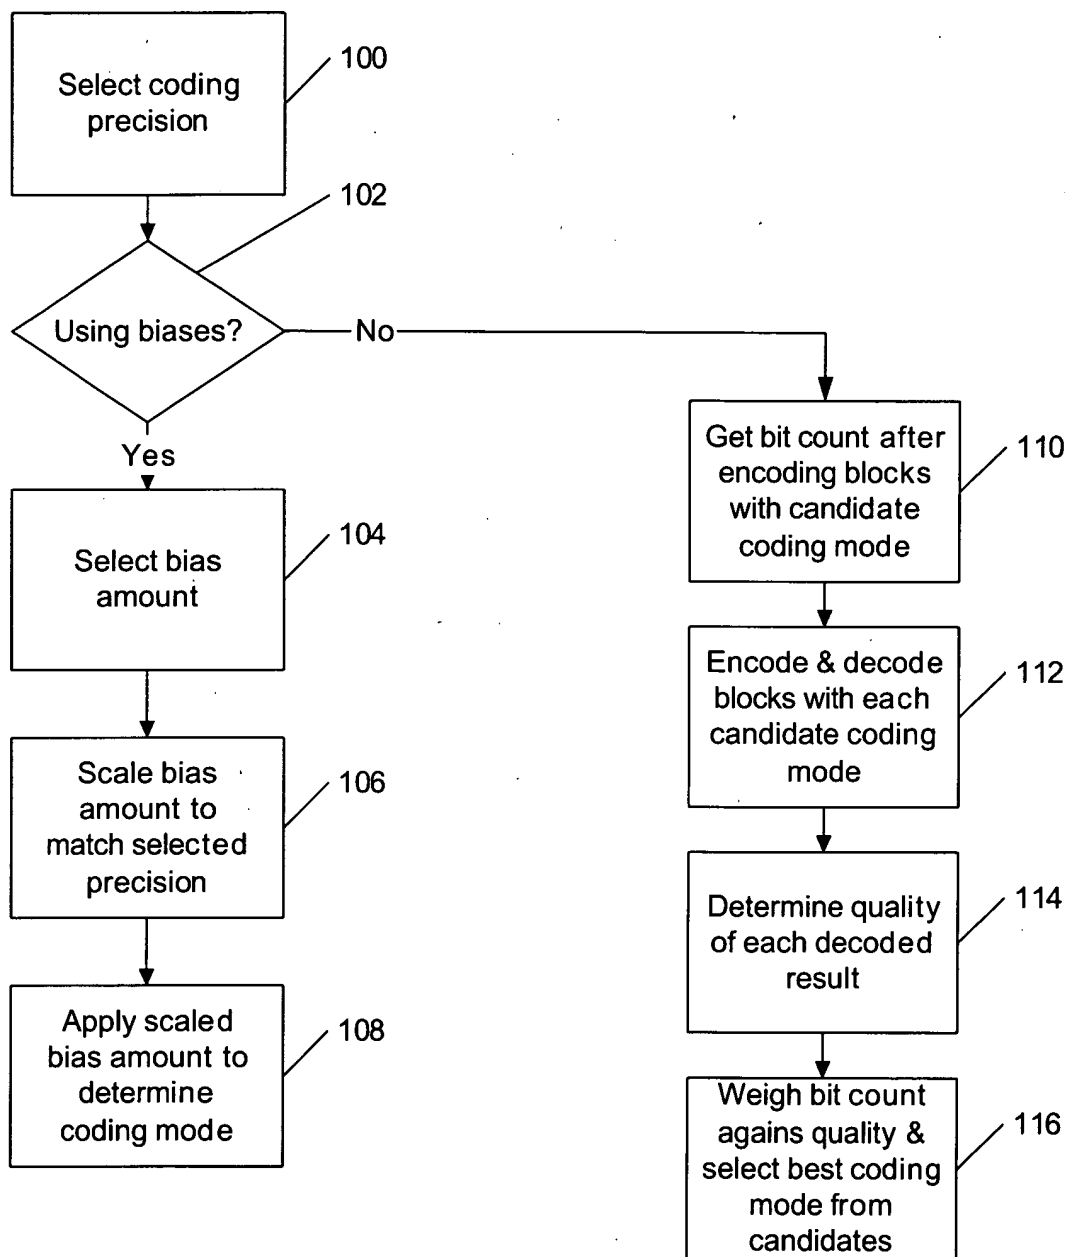 Select coding
precision
100
102
Using biases?
No
Yes
Select bias
amount
104
Scale bias
amount to
match selected
precision
106
Apply scaled
bias amount to
determine
coding mode
108
Get bit count after
encoding blocks
with candidate
coding mode
110
Encode & decode
blocks with each
candidate coding
mode
112
Determine quality
of each decoded
result
114
Weigh bit count
agains quality &
select best coding
mode from
candidates
116